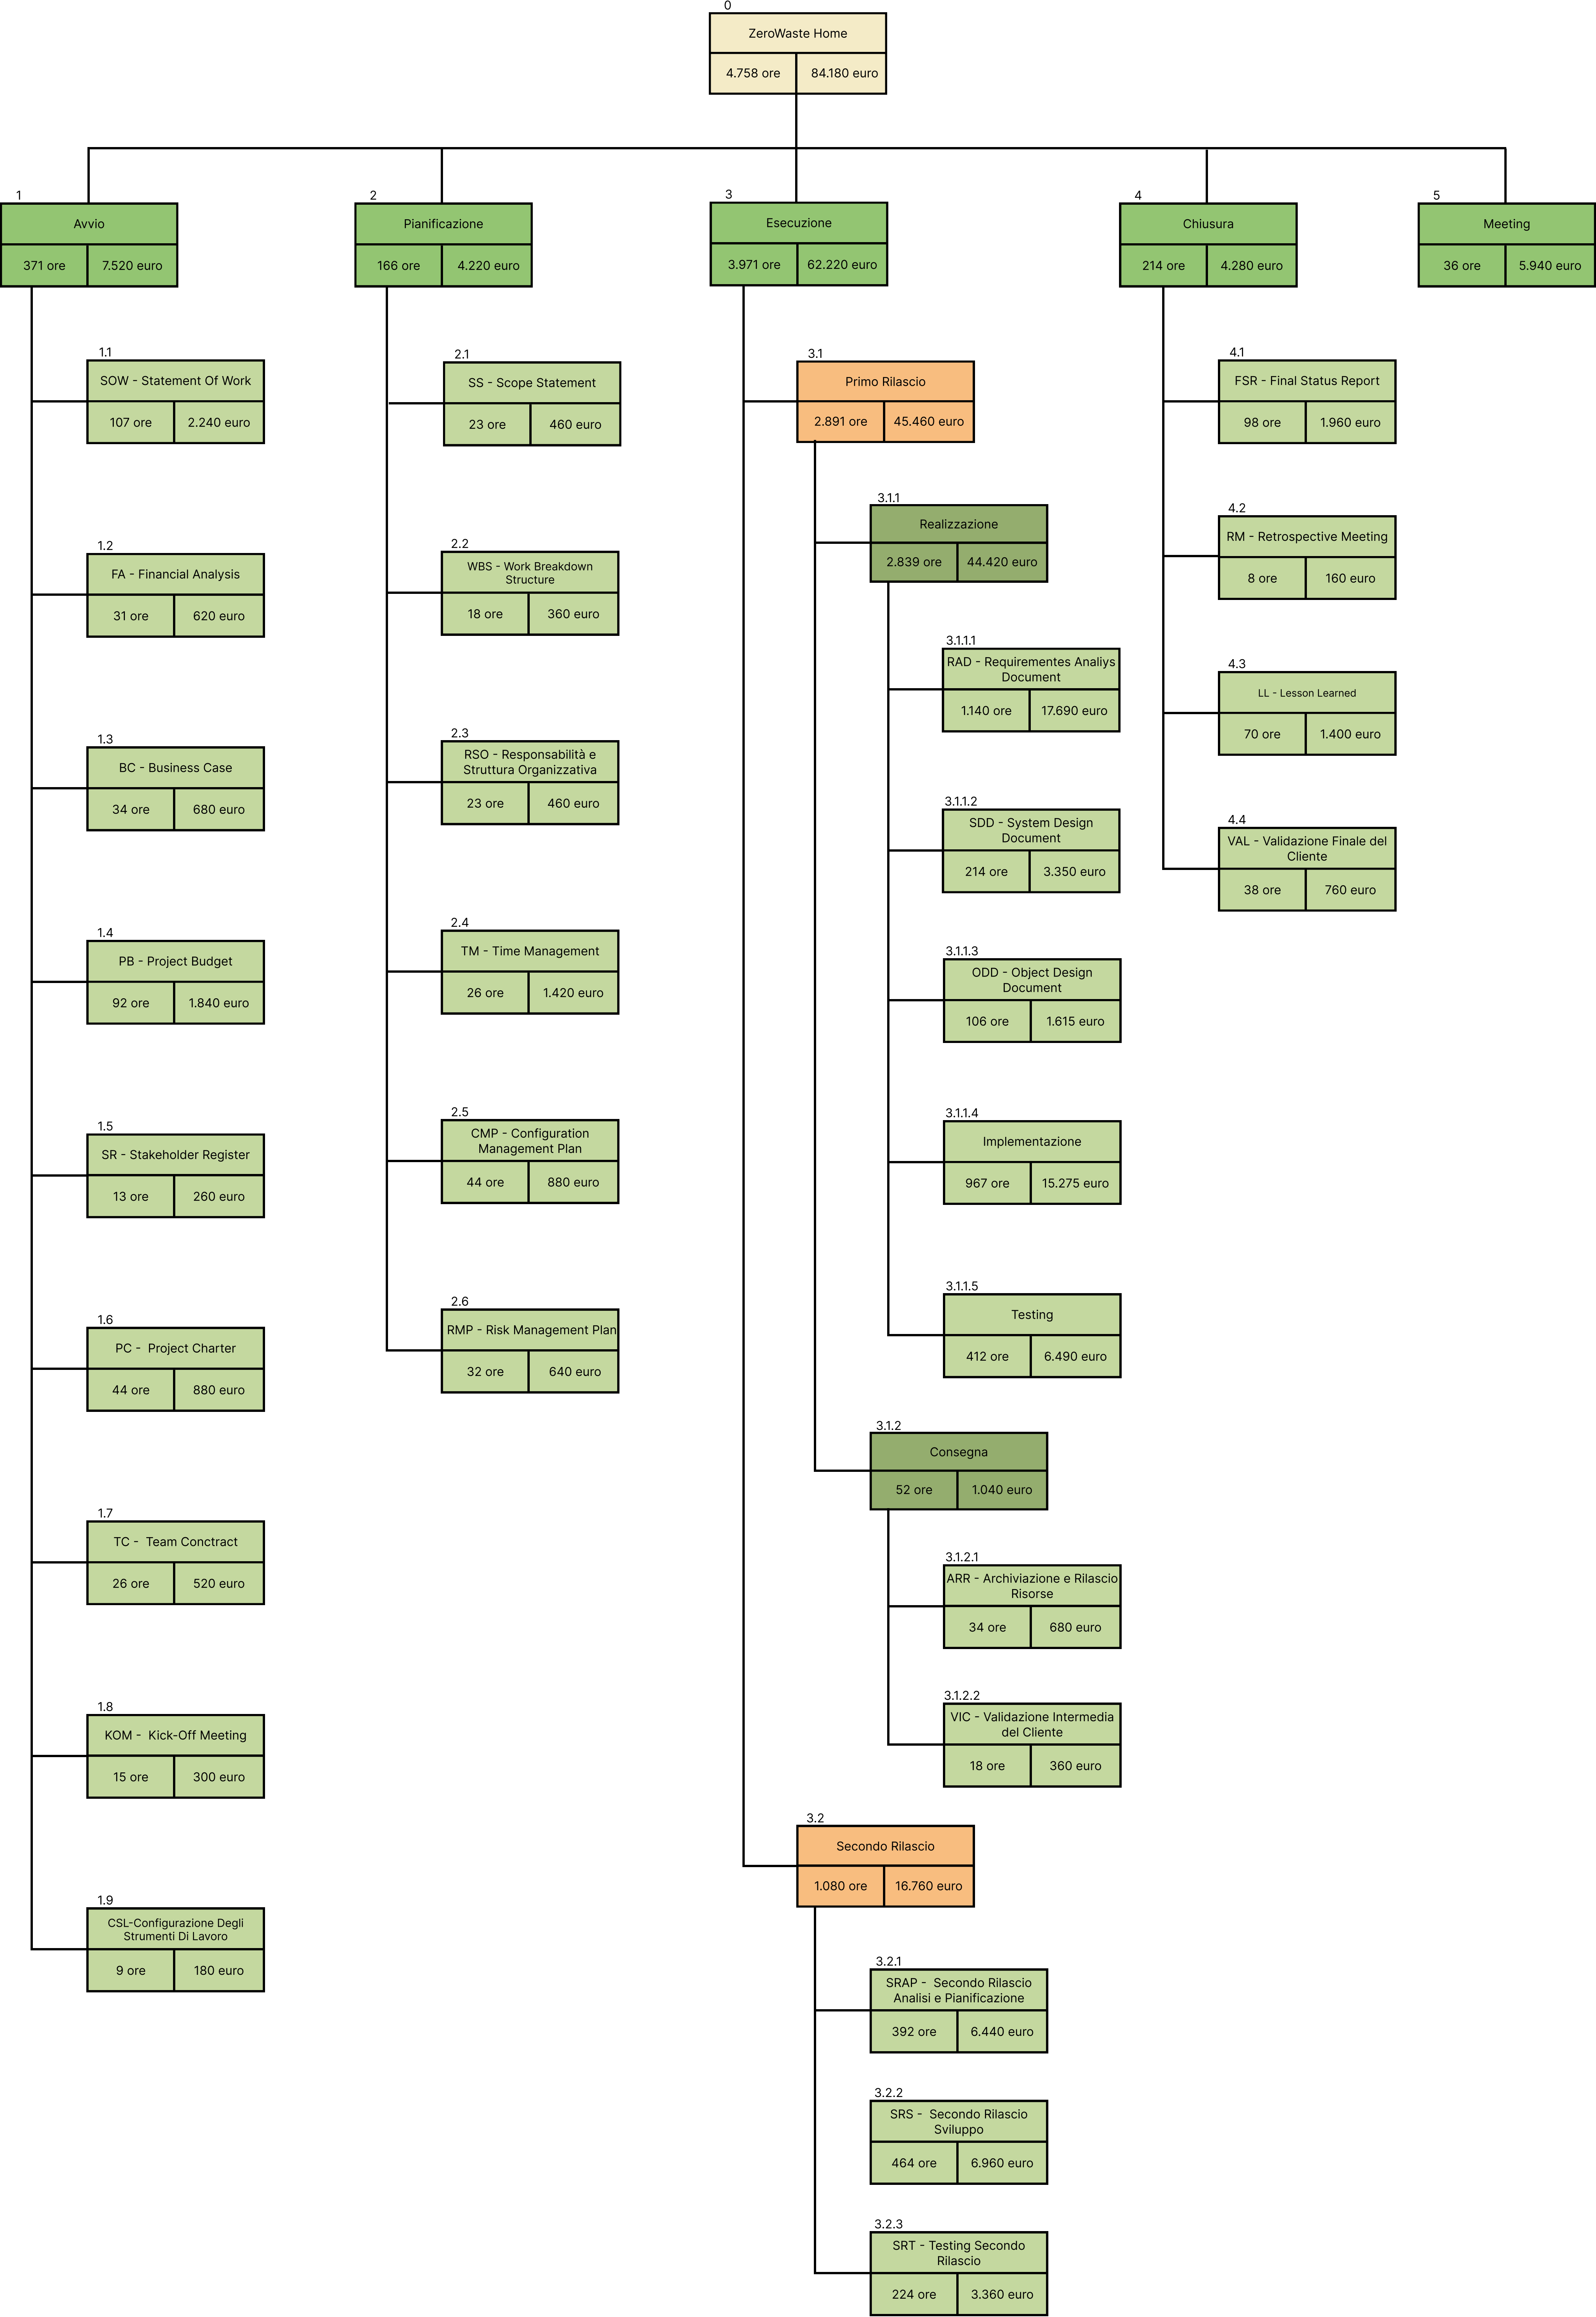 0
ZeroWaste Home
4.758 ore
84.180 euro
1
Avvio
371 ore
7.520 euro
2
Pianificazione
166 ore
4.220 euro
3
Esecuzione
3.971 ore
62.220 euro
4
Chiusura
214 ore
4.280 euro
5
Meeting
36 ore
5.940 euro
1.1
SOW - Statement Of Work
107 ore
2.240 euro
1.2
FA - Financial Analysis
31 ore
620 euro
1.3
BC - Business Case
34 ore
680 euro
1.4
PB - Project Budget
92 ore
1.840 euro
1.5
SR - Stakeholder Register
13 ore
260 euro
1.6
PC - Project Charter
44 ore
880 euro
1.7
TC - Team Conctract
26 ore
520 euro
1.8
KOM - Kick-Off Meeting
15 ore
300 euro
1.9
CSL-Configurazione Degli
Strumenti Di Lavoro
9 ore
180 euro
2.1
SS - Scope Statement
23 ore
460 euro
2.2
WBS - Work Breakdown
Structure
18 ore
360 euro
2.3
RSO - Responsabilità e
Struttura Organizzativa
23 ore
460 euro
2.4
TM - Time Management
26 ore
1.420 euro
2.5
CMP - Configuration
Management Plan
44 ore
880 euro
2.6
RMP - Risk Management Plan
32 ore
640 euro
3.1
Primo Rilascio
2.891 ore
45.460 euro
3.1.1
Realizzazione
2.839 ore
44.420 euro
3.1.1.1
RAD - Requirementes Analiys
Document
1.140 ore
17.690 euro
3.1.1.2
SDD - System Design
Document
214 ore
3.350 euro
3.1.1.3
ODD - Object Design
Document
106 ore
1.615 euro
3.1.1.4
Implementazione
967 ore
15.275 euro
3.1.1.5
Testing
412 ore
6.490 euro
3.1.2
Consegna
52 ore
1.040 euro
3.1.2.1
ARR - Archiviazione e Rilascio
Risorse
34 ore
680 euro
3.1.2.2
VIC - Validazione Intermedia
del Cliente
18 ore
360 euro
3.2
Secondo Rilascio
1.080 ore
16.760 euro
3.2.1
SRAP - Secondo Rilascio
Analisi e Pianificazione
392 ore
6.440 euro
3.2.2
SRS - Secondo Rilascio
Sviluppo
464 ore
6.960 euro
3.2.3
SRT - Testing Secondo
Rilascio
224 ore
3.360 euro
4.1
FSR - Final Status Report
98 ore
1.960 euro
4.2
RM - Retrospective Meeting
8 ore
160 euro
4.3
LL - Lesson Learned
70 ore
1.400 euro
4.4
VAL - Validazione Finale del
Cliente
38 ore
760 euro